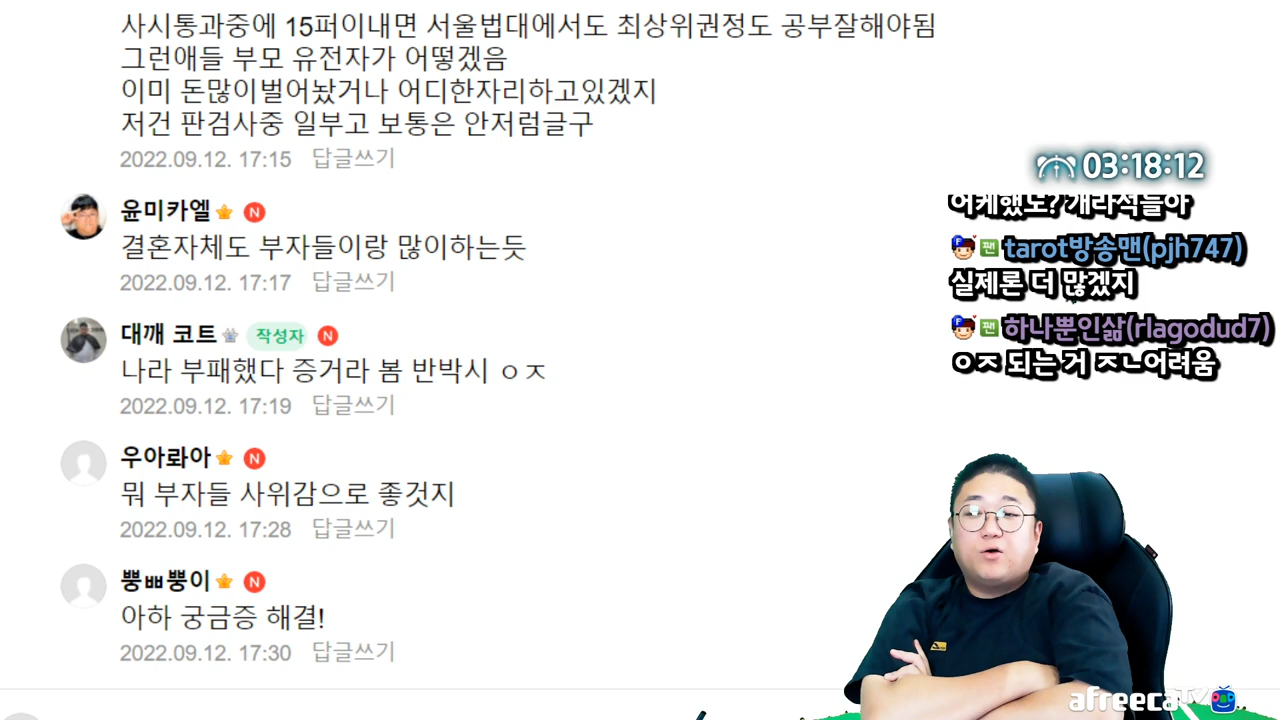 사시통과중에 15퍼이내면 서울법대에서도 최상위권정도 공부잘해야됨
그런애들 부모 유전자가 어떻겠음
이미 돈많이벌어놨거나 어디한자리하고있겠지
저건 판검사중 일부고 보통은 안저럼글구
2022.09.12. 17:15 답글쓰기
윤미카엘 N
결혼자체도 부자들이랑 많이하는듯
2022.09.12. 17:17 답글쓰기
대깨 코트 작성자 N
나라 부패했다 증거라 봄 반박시 ㅇㅈ
2022.09.12. 17:19 답글쓰기
우아롸아 N
뭐 부자들 사위감으로 좋것지
2022.09.12. 17:28 답글쓰기
뿡ㅃ뿡이 N
아하 궁금증 해결!
2022.09.12. 17:30 답글쓰기
03:18:12
어케했노? 개라석들아
F 팬 tarot방송맨(pjh747)
실제론 더 많겠지
F 팬 하나뿐인삶(rlagodud7)
ㅇㅈ 되는 거 ㅈㄴ어려움
afreecaTV